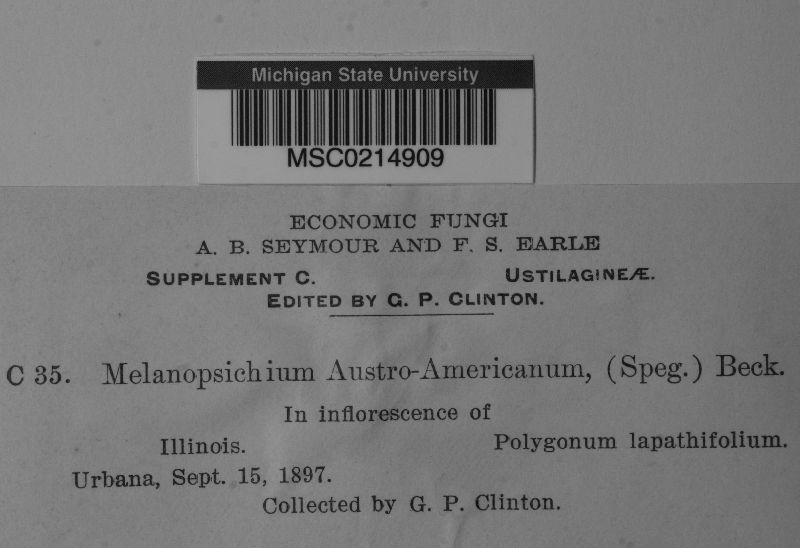 Michigan State University
MSC0214909
ECONOMIC FUNGI
A. B. SEYMOUR AND F. S. EARLE
SUPPLEMENT C. USTILAGINEÆ.
EDITED BY G. P. CLINTON.
C 35. Melanopsichium Austro-Americanum, (Speg.) Beck.
In inflorescence of
Illinois. Polygonum lapathifolium.
Urbana, Sept. 15, 1897.
Collected by G. P. Clinton.